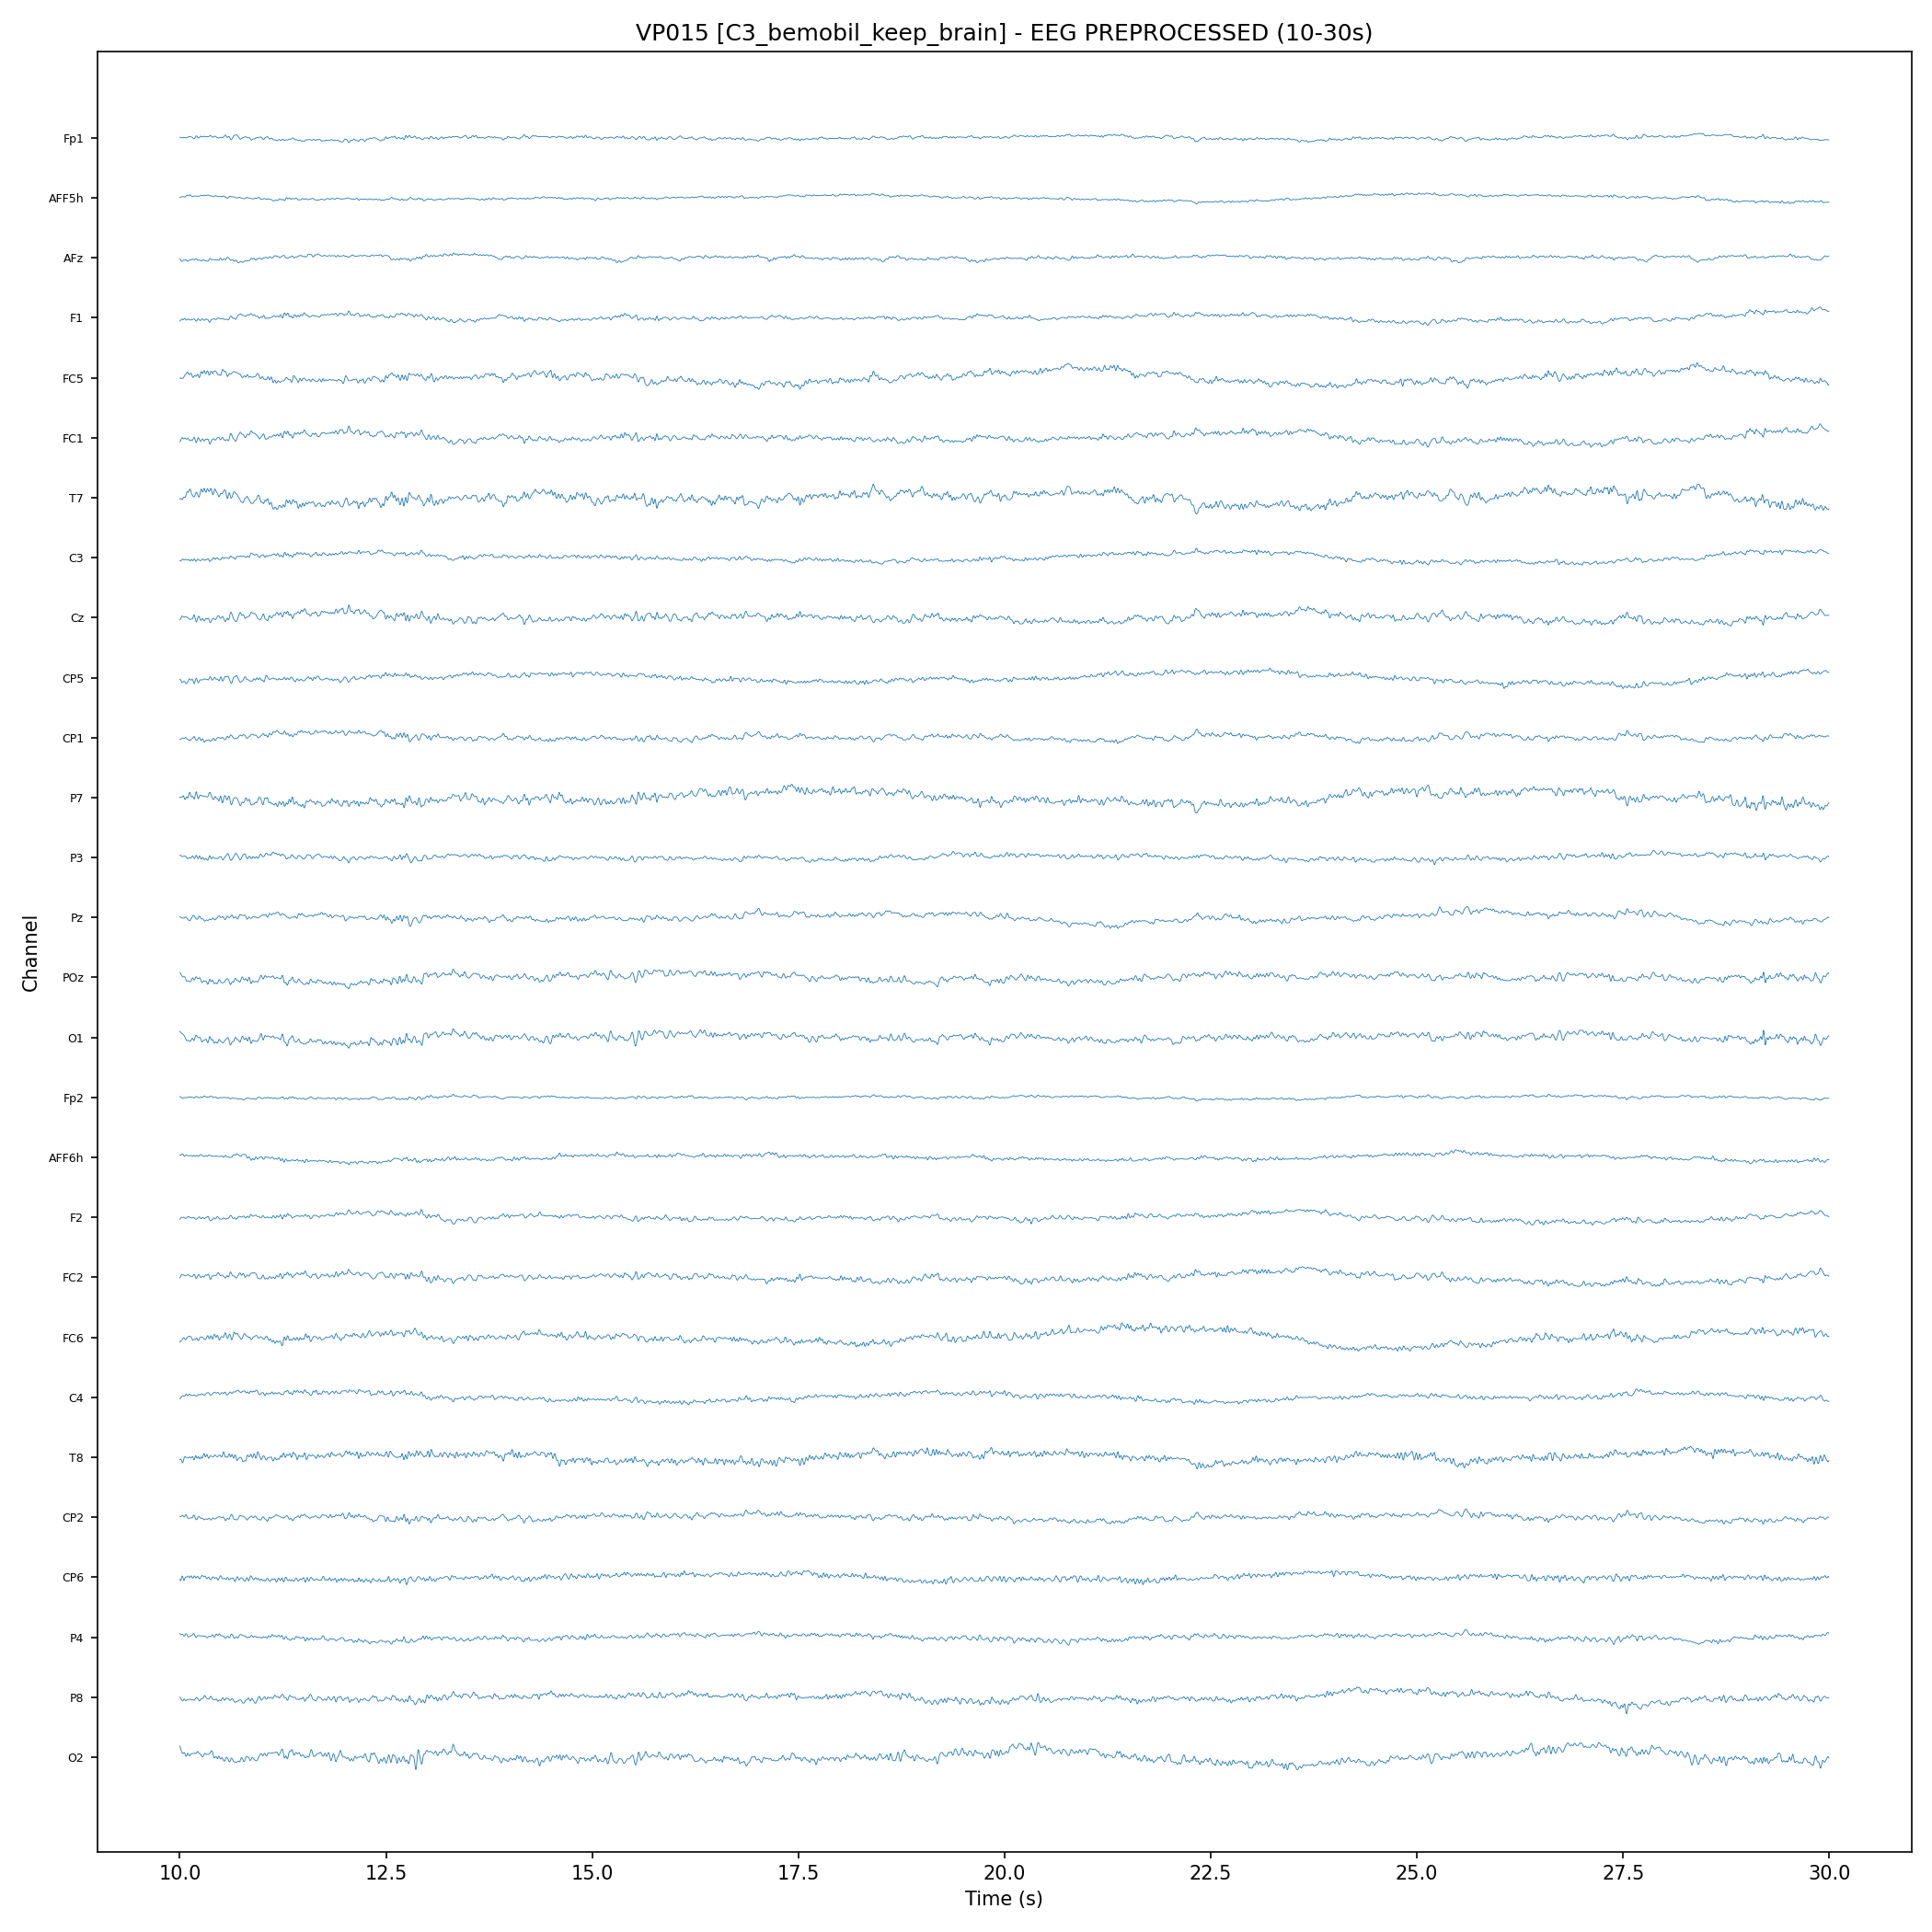 VP015 [C3_bemobil_keep_brain] - EEG PREPROCESSED (10-30s)
Channel
Fp1
AFF5h
AFz
F1
FC5
FC1
T7
C3
Cz
CP5
CP1
P7
P3
Pz
POz
O1
Fp2
AFF6h
F2
FC2
FC6
C4
T8
CP2
CP6
P4
P8
O2
10.0 12.5 15.0 17.5 20.0 22.5 25.0 27.5 30.0
Time (s)